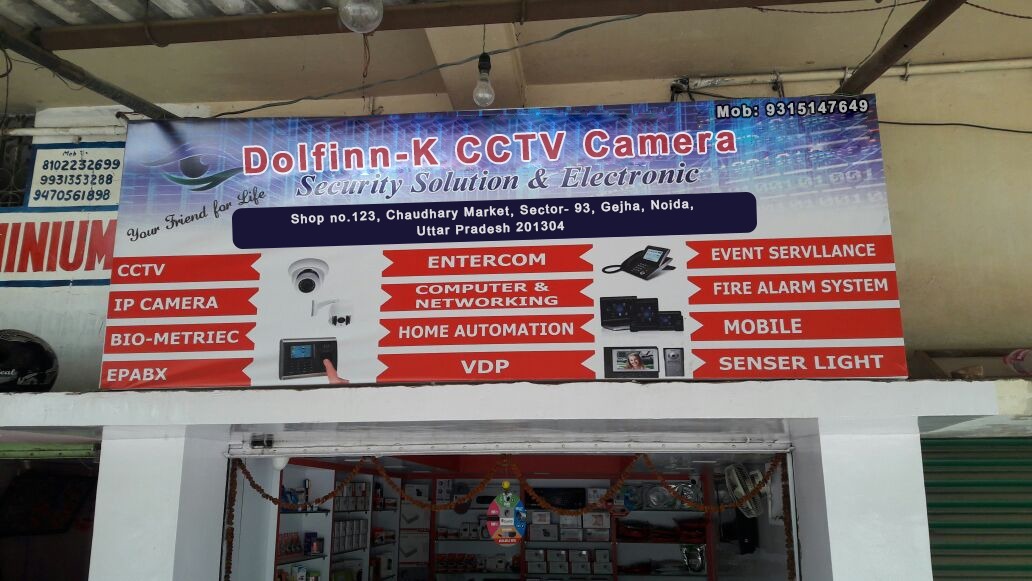 Mob: 9315147649
Dolfinn-K CCTV Camera
Security Solution & Electronic
Your Friend for Life
Shop no.123, Chaudhary Market, Sector- 93, Gejha, Noida,
Uttar Pradesh 201304
CCTV
IP CAMERA
BIO-METRIEC
EPABX
ENTERCOM
COMPUTER &
NETWORKING
HOME AUTOMATION
VDP
EVENT SERVLLANCE
FIRE ALARM SYSTEM
MOBILE
SENSER LIGHT
8102232699
9931353288
9470561898
INIUM